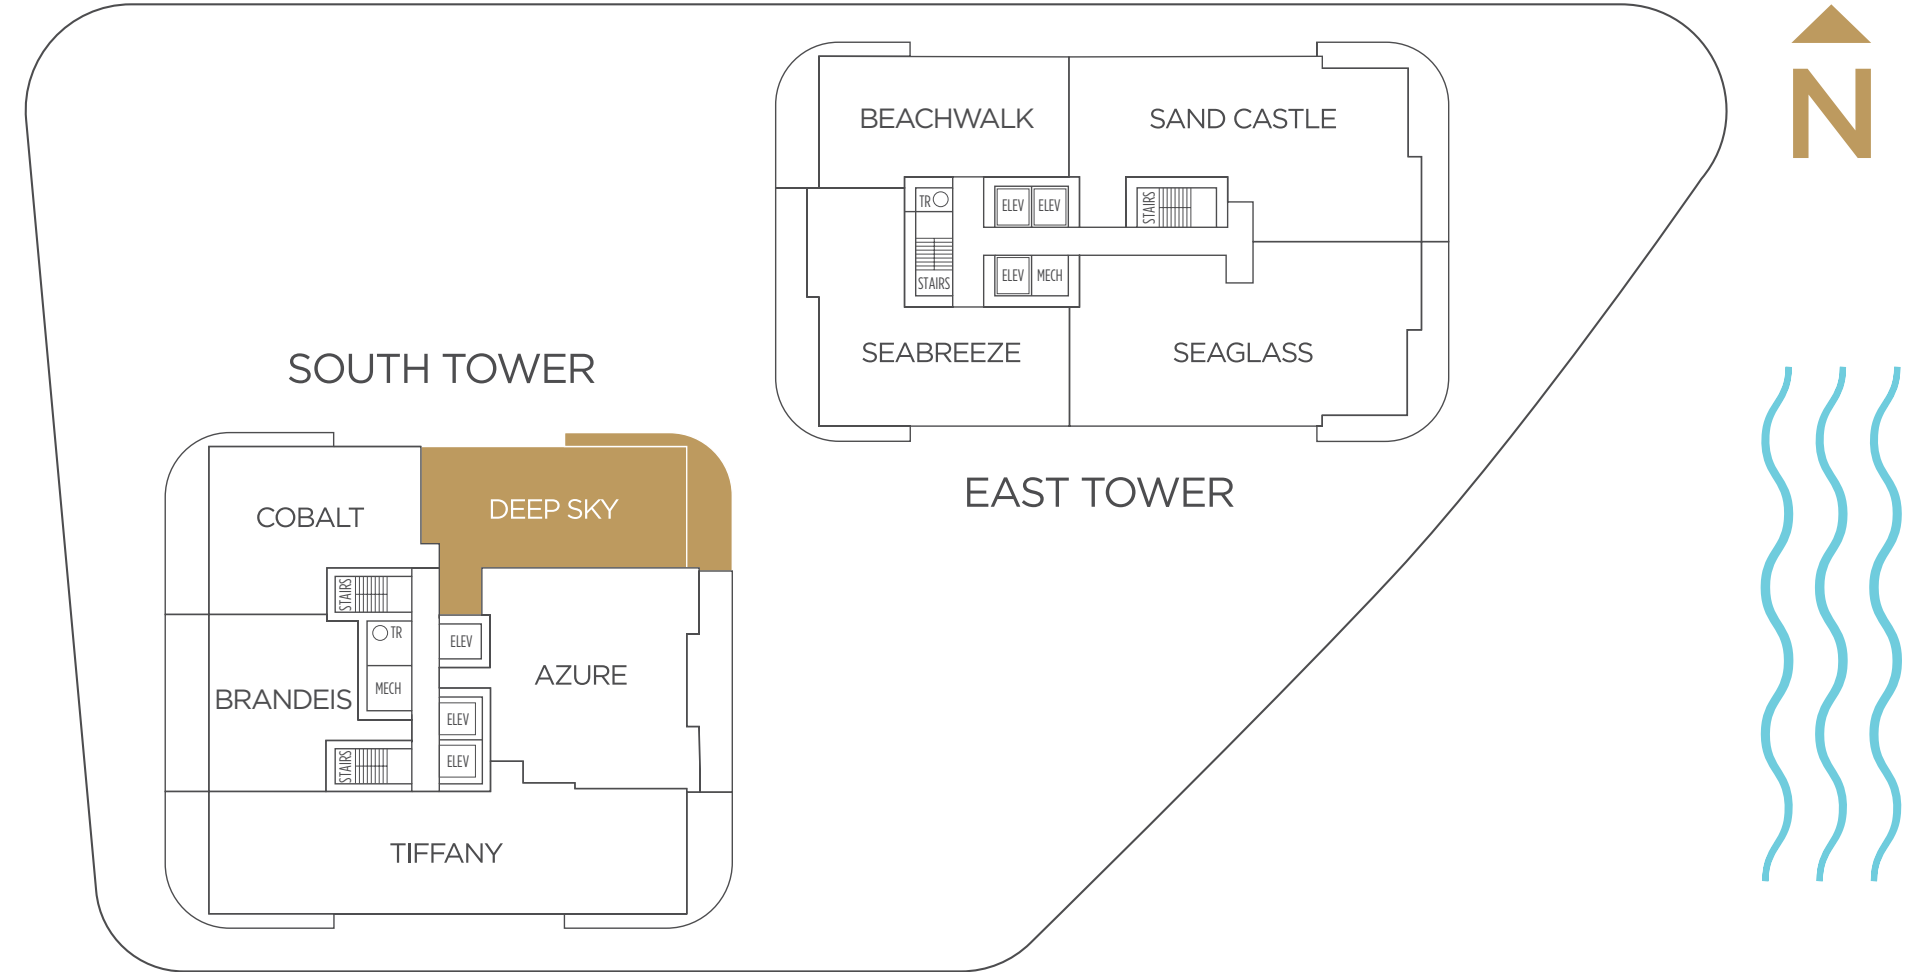 N
BEACHWALK
SAND CASTLE
TR
ELEV
ELEV
STAIRS
STAIRS
ELEV
MECH
SEABREEZE
SEAGLASS
EAST TOWER
SOUTH TOWER
COBALT
DEEP SKY
STAIRS
TR
ELEV
BRANDEIS
MECH
AZURE
ELEV
STAIRS
ELEV
TIFFANY